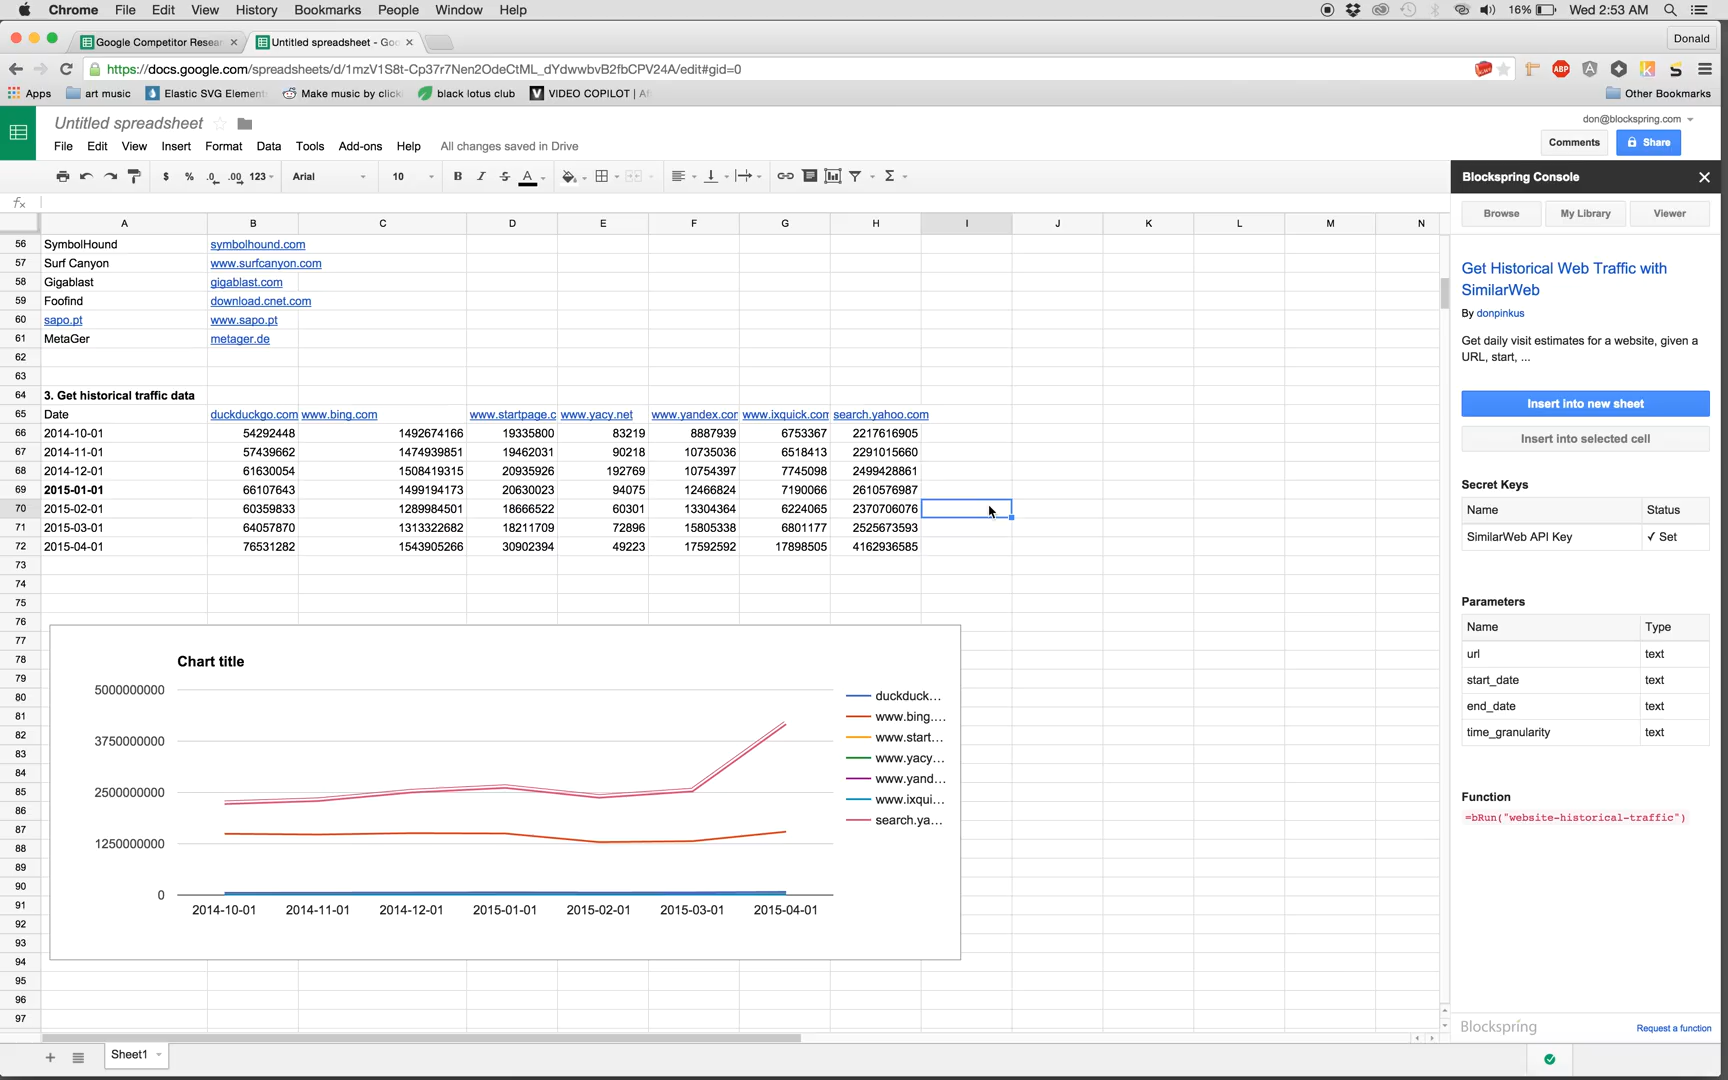 Chrome File Edit View History Bookmarks People Window Help 16% Wed 2:53 AM
Google Competitor Resear Untitled spreadsheet - Goo Donald
https://docs.google.com/spreadsheets/d/1mzV1S8t-Cp37r7Nen2OdeCtML_dYdwwbvB2fbCPV24A/edit#gid=0 ABP
Apps art music Elastic SVG Element Make music by click black lotus club VIDEO COPILOT | Af Other Bookmarks
Untitled spreadsheet don@blockspring.com
File Edit View Insert Format Data Tools Add-ons Help All changes saved in Drive Comments Share
$ % .0 .00 123 Arial 10 B I S A Σ
Blockspring Console
fx
Browse My Library Viewer
A B C D E F G H I J K L M N
56 SymbolHound symbolhound.com
57 Surf Canyon www.surfcanyon.com
58 Gigablast gigablast.com
59 Foofind download.cnet.com
60 sapo.pt www.sapo.pt
61 MetaGer metager.de
62
63
64 3. Get historical traffic data
65 Date duckduckgo.com www.bing.com www.startpage.c www.yacy.net www.yandex.cor www.ixquick.com search.yahoo.com
66 2014-10-01 54292448 1492674166 19335800 83219 8887939 6753367 2217616905
67 2014-11-01 57439662 1474939851 19462031 90218 10735036 6518413 2291015660
68 2014-12-01 61630054 1508419315 20935926 192769 10754397 7745098 2499428861
69 2015-01-01 66107643 1499194173 20630023 94075 12466824 7190066 2610576987
70 2015-02-01 60359833 1289984501 18666522 60301 13304364 6224065 2370706076
71 2015-03-01 64057870 1313322682 18211709 72896 15805338 6801177 2525673593
72 2015-04-01 76531282 1543905266 30902394 49223 17592592 17898505 4162936585
73
74
75
76
77
78
79
80
81
82
83
84
85
86
87
88
89
90
91
92
93
94
95
96
97
Chart title
5000000000
3750000000
2500000000
1250000000
0
2014-10-01 2014-11-01 2014-12-01 2015-01-01 2015-02-01 2015-03-01 2015-04-01
duckduck...
www.bing....
www.start...
www.yacy...
www.yand...
www.ixqui...
search.ya...
Get Historical Web Traffic with
SimilarWeb
By donpinkus
Get daily visit estimates for a website, given a
URL, start, ...
Insert into new sheet
Insert into selected cell
Secret Keys
Name Status
SimilarWeb API Key ✓ Set
Parameters
Name Type
url text
start_date text
end_date text
time_granularity text
Function
=bRun("website-historical-traffic")
Blockspring Request a function
Sheet1